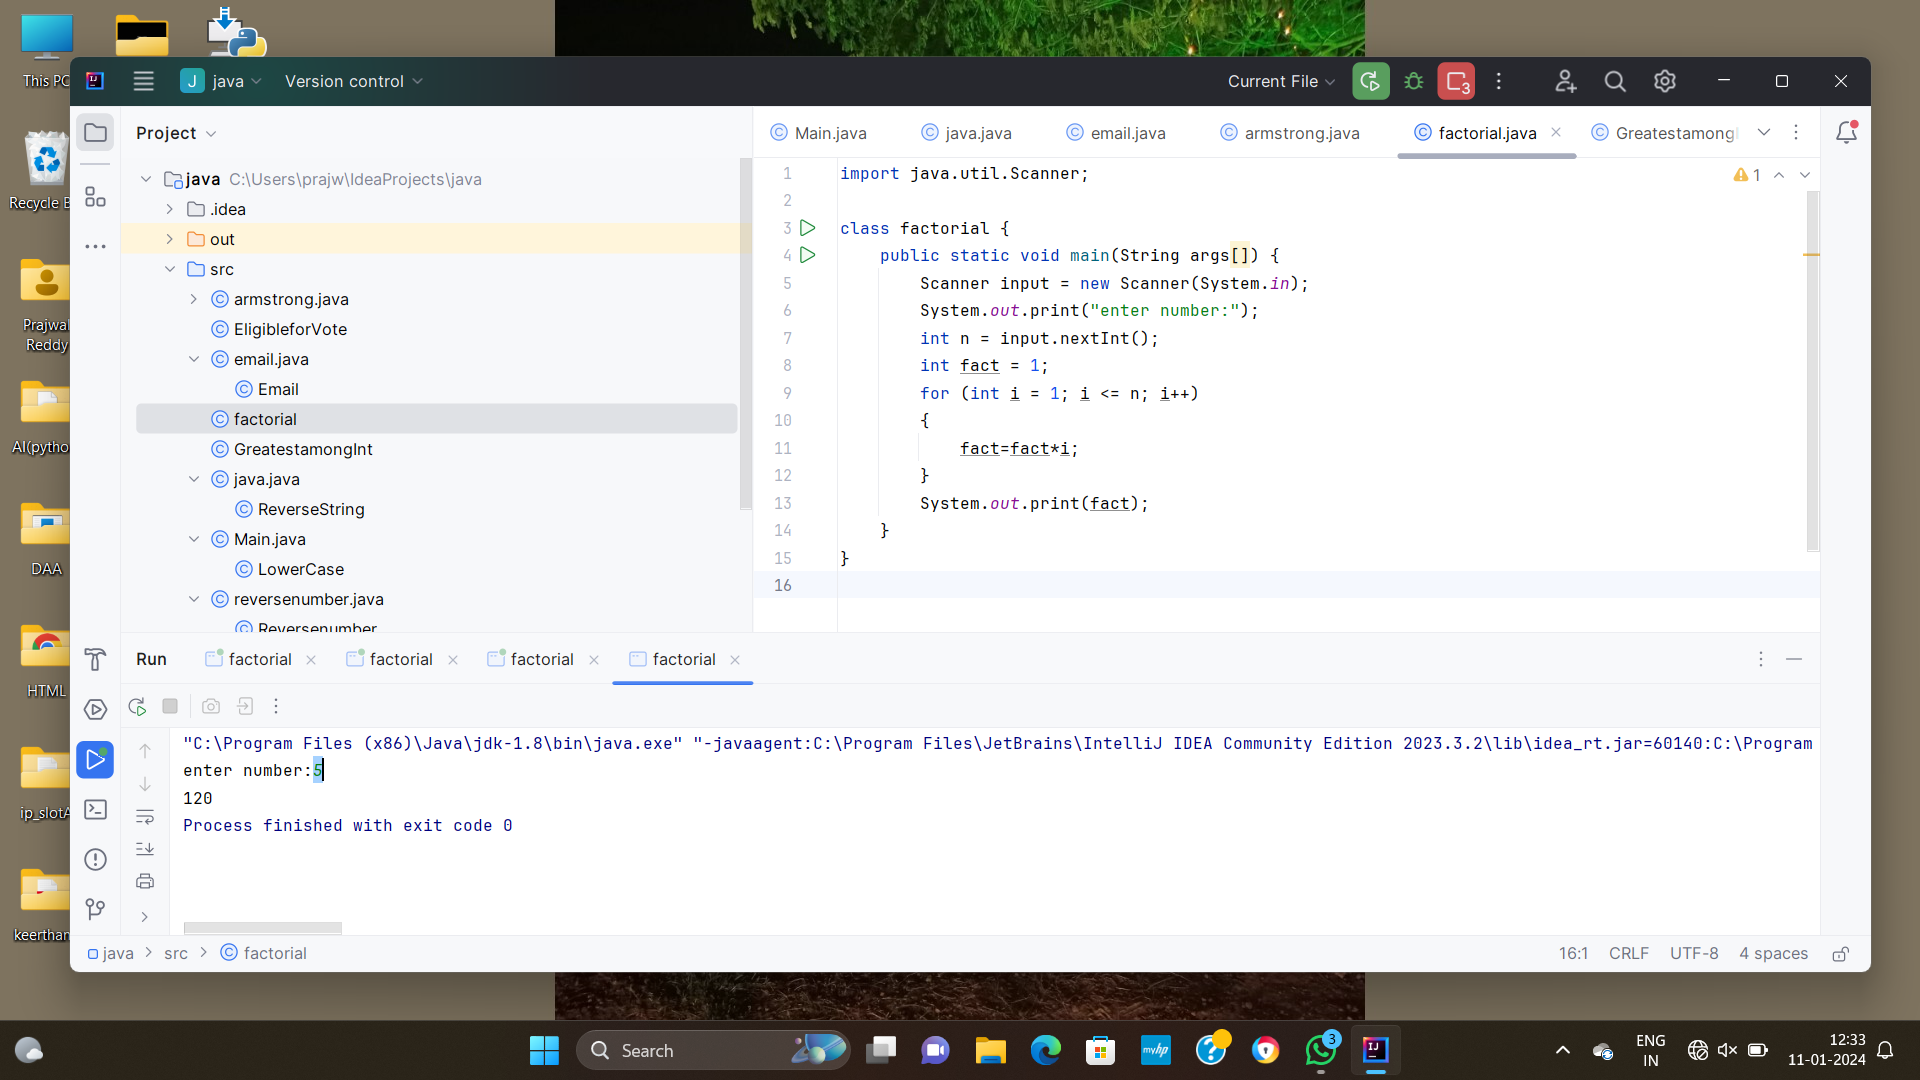 This PC
Recycle B
Prajwal
Reddy
AI(pytho
DAA
HTML
ip_slotA
keertham
J java
Version control
Current File
3
Project
java C:\Users\prajw\IdeaProjects\java
.idea
out
src
armstrong.java
EligibleforVote
email.java
Email
factorial
GreatestamongInt
java.java
ReverseString
Main.java
LowerCase
reversenumber.java
Reversenumber
Main.java
java.java
email.java
armstrong.java
factorial.java
GreatestamongI
1
1 import java.util.Scanner;
2
3 class factorial {
4 public static void main(String args[]) {
5 Scanner input = new Scanner(System.in);
6 System.out.print("enter number:");
7 int n = input.nextInt();
8 int fact = 1;
9 for (int i = 1; i <= n; i++)
10 {
11 fact=fact*i;
12 }
13 System.out.print(fact);
14 }
15 }
16
Run factorial factorial factorial factorial
"C:\Program Files (x86)\Java\jdk-1.8\bin\java.exe" "-javaagent:C:\Program Files\JetBrains\IntelliJ IDEA Community Edition 2023.3.2\lib\idea_rt.jar=60140:C:\Program
enter number:5
120
Process finished with exit code 0
java > src > factorial
16:1 CRLF UTF-8 4 spaces
Search
myhp
3
ENG
IN
12:33
11-01-2024